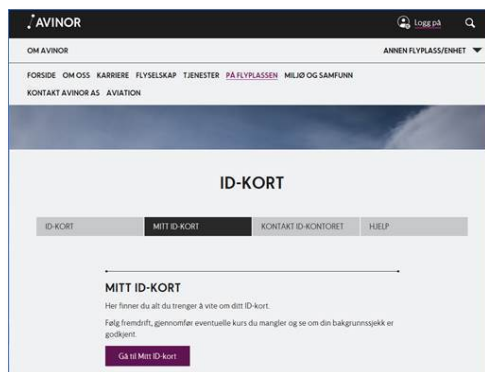 AVINOR
Logg på
OM AVINOR
ANNEN FLYPLASS/ENHET
FORSIDE OM OSS KARRIERE FLYSELSKAP TJENESTER PÅ FLYPLASSEN MILJØ OG SAMFUNN
KONTAKT AVINOR AS AVIATION
ID-KORT
ID-KORT MITT ID-KORT KONTAKT ID-KONTORET HJELP
MITT ID-KORT
Her finner du alt du trenger å vite om ditt ID-kort.
Følg fremdrift, gjennomfør eventuelle kurs du mangler og se om din bakgrunnssjekk er
godkjent.
Gå til Mitt ID-kort